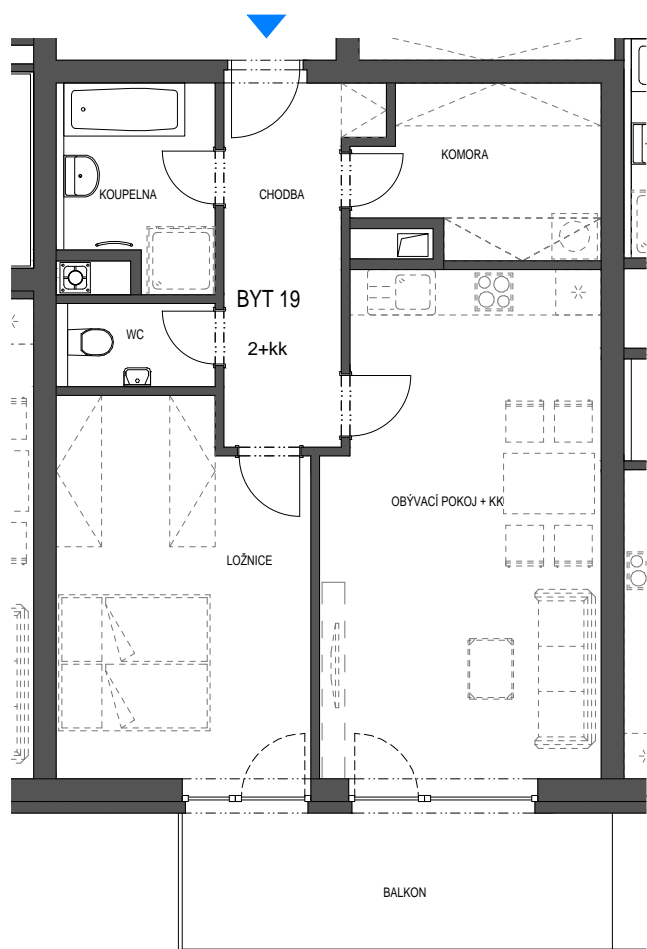 KOMORA
KOUPELNA
CHODBA
BYT 19
2+kk
WC
OBÝVACÍ POKOJ + KK
LOŽNICE
BALKON